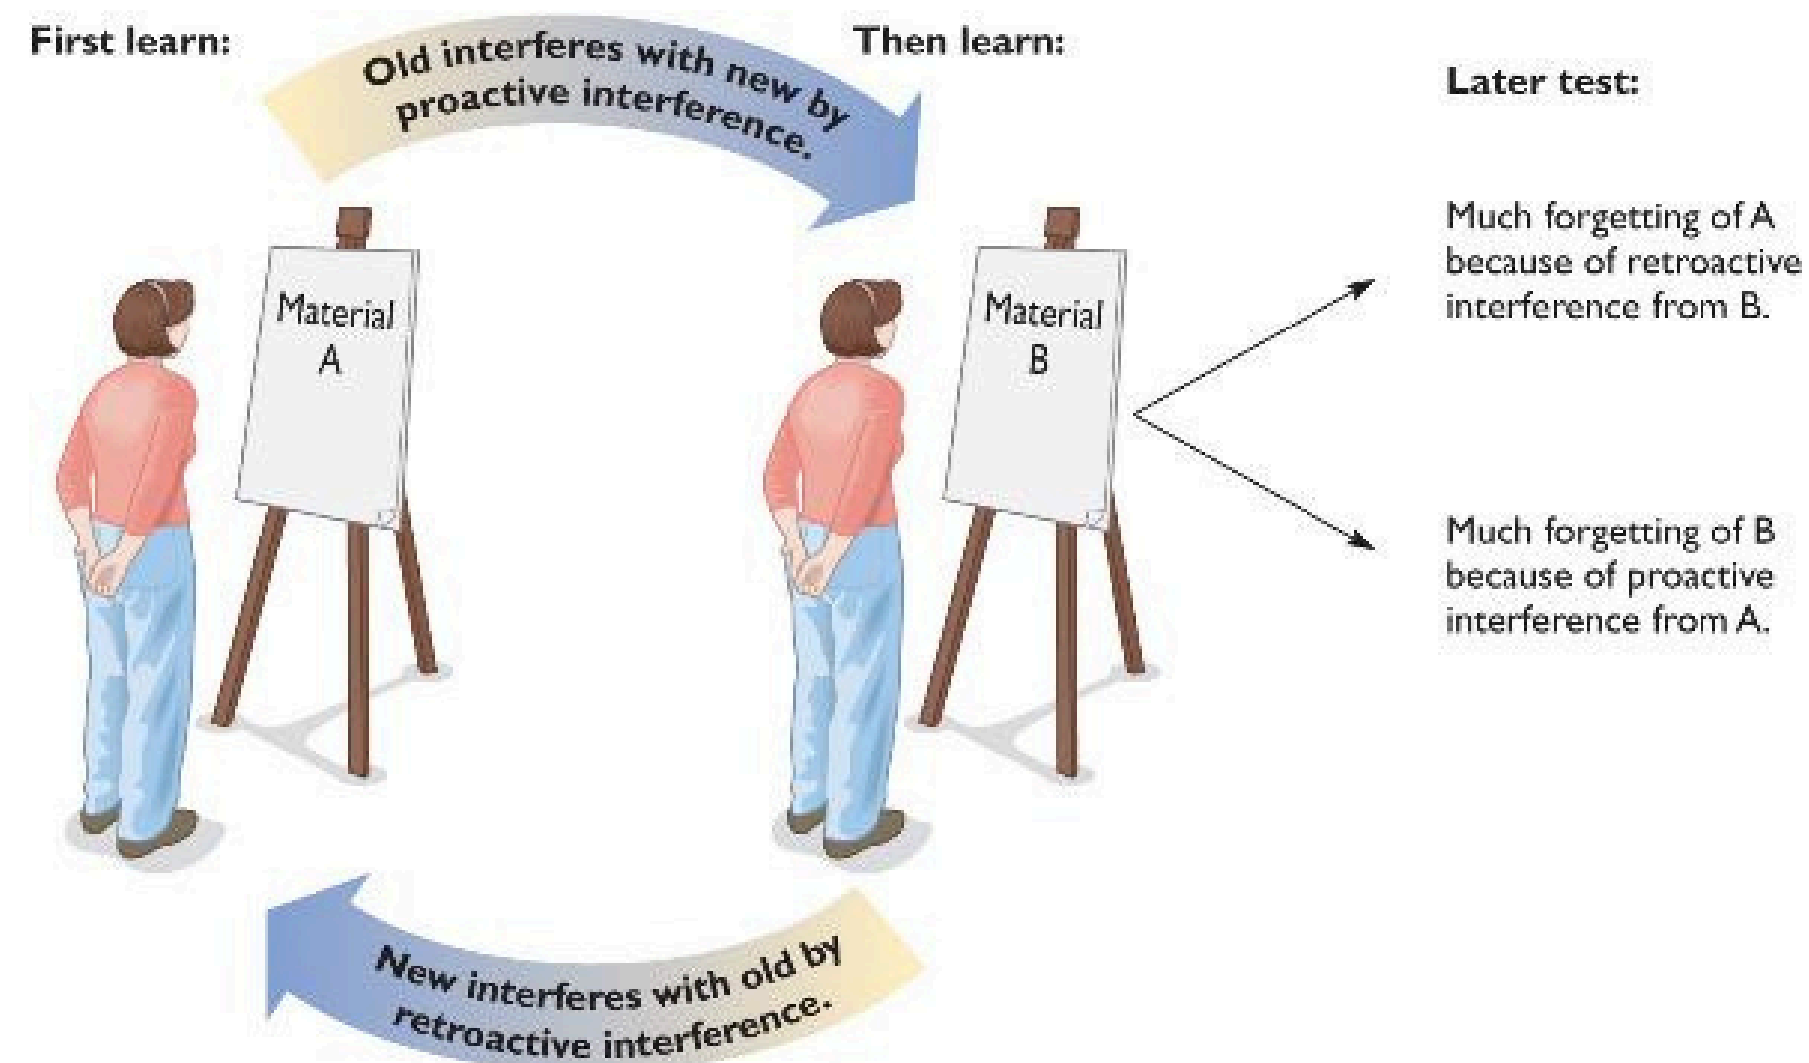 First learn:
Old interferes with new by
proactive interference.
Then learn:
Later test:
Material
A
Material
B
Much forgetting of A
because of retroactive
interference from B.
Much forgetting of B
because of proactive
interference from A.
New interferes with old by
retroactive interference.